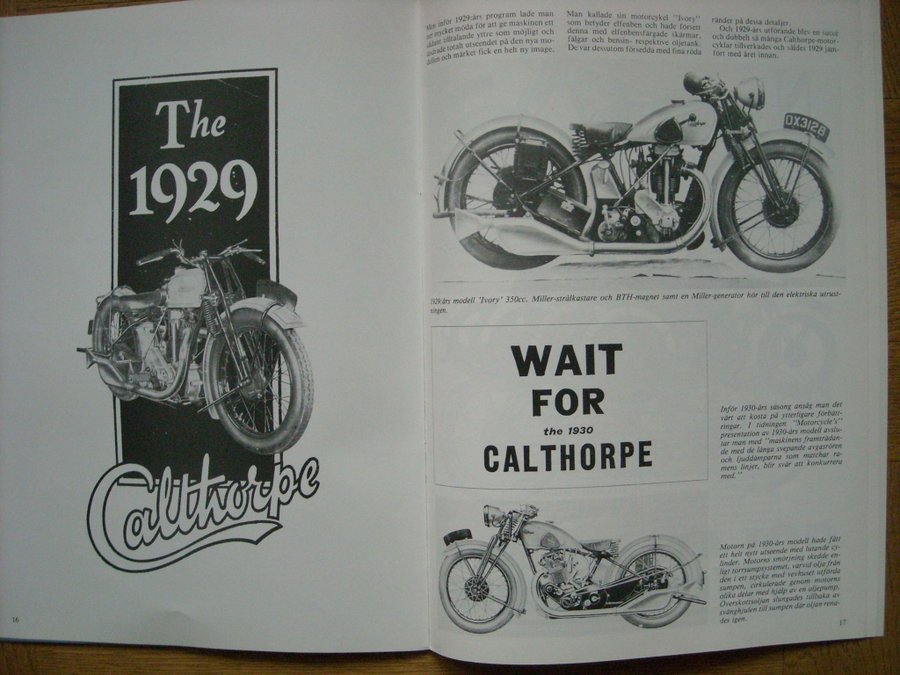 The
1929
Calthorpe
16
inför 1929-års program lade man
mycket möda för att ge maskinen ett
tilltalande yttre som möjligt och
totalt utseendet på den nya mo-
dellen och märket fick en helt ny image.
Man kallade sin motorcykel "Ivory"
som betyder elfenben och hade försett
denna med elfenbensfärgade skärmar,
fälgar och bensin- respektive oljetank.
De var dessutom försedda med fina röda
ränder på dessa detaljer.
Och 1929-års utförande blev en succé
och dubbelt så många Calthorpe-motor-
cyklar tillverkades och såldes 1929 jäm-
fört med året innan.
OX3128
1929-års modell 'Ivory' 350cc. Miller-strålkastare och BTH-magnet samt en Miller-generator hör till den elektriska utrust-
ningen.
WAIT
FOR
the 1930
CALTHORPE
Inför 1930-års säsong ansåg man det
värt att kosta på ytterligare förbätt-
ringar. I tidningen "Motorcycle's"
presentation av 1930-års modell avslu-
tar man med "maskinens framträdan-
de med de långa svepande avgasrören
och ljuddämparna som matchar ra-
mens linjer, blir svår att konkurrera
med."
Motorn på 1930-års modell hade fått
ett helt nytt utseende med lutande cy-
linder. Motorns smörjning skedde en-
ligt torrsumpsystemet, varvid olja från
den i ett stycke med vevhuset utförda
sumpen, cirkulerade genom motorns
olika delar med hjälp av en oljepump.
Överskottsoljan slungades tillbaka av
svänghjulen till sumpen där oljan rena-
des igen.
17